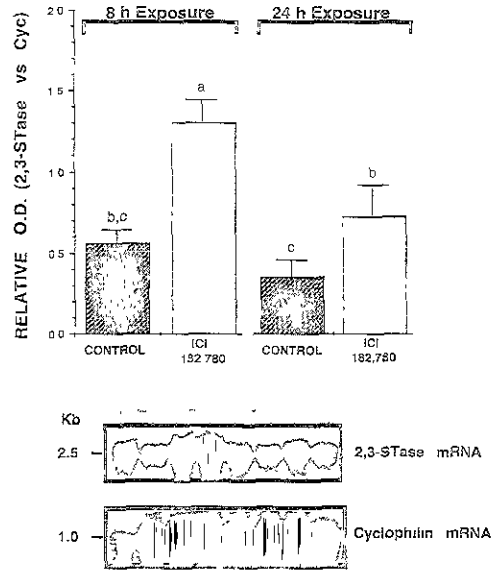 8 h Exposure
24 h Exposure
RELATIVE O.D. (2,3-STase vs Cyc)
2 0
1 5
1 0
0 5
0 0
a
b,c
b
c
CONTROL
ICI
182 780
CONTROL
ICI
182,780
Kb
2.5
2,3-STase mRNA
1.0
Cyclophilin mRNA